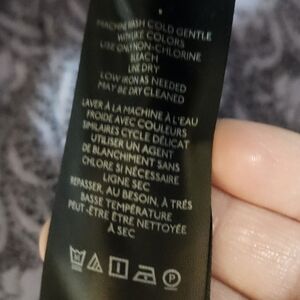 MACHINE WASH COLD GENTLE
WITH LIKE COLORS
USE ONLY NON-CHLORINE
BLEACH
LINE DRY
LOW IRON AS NEEDED
MAY BE DRY CLEANED
LAVER À LA MACHINE À L'EAU
FROIDE AVEC COULEURS
SIMILAIRES CYCLE DÉLICAT
UTILISER UN AGENT
DE BLANCHIMENT SANS
CHLORE SI NÉCESSAIRE
LIGNE SEC
REPASSER, AU BESOIN, À TRÉS
BASSE TEMPÉRATURE
PEUT-ÊTRE ÊTRE NETTOYÉE
À SEC
P